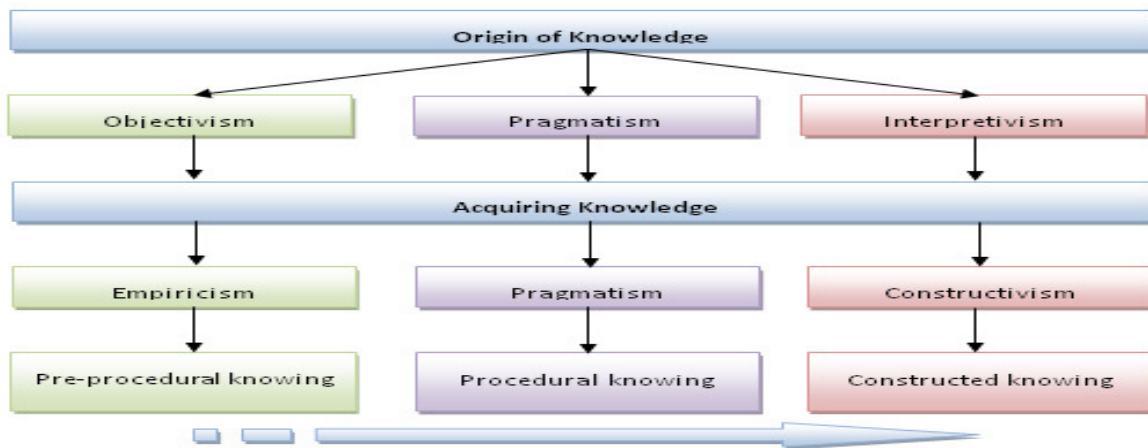 Origin of Knowledge
Objectivism
Pragmatism
Interpretivism
Acquiring Knowledge
Empiricism
Pragmatism
Constructivism
Pre-procedural knowing
Procedural knowing
Constructed knowing